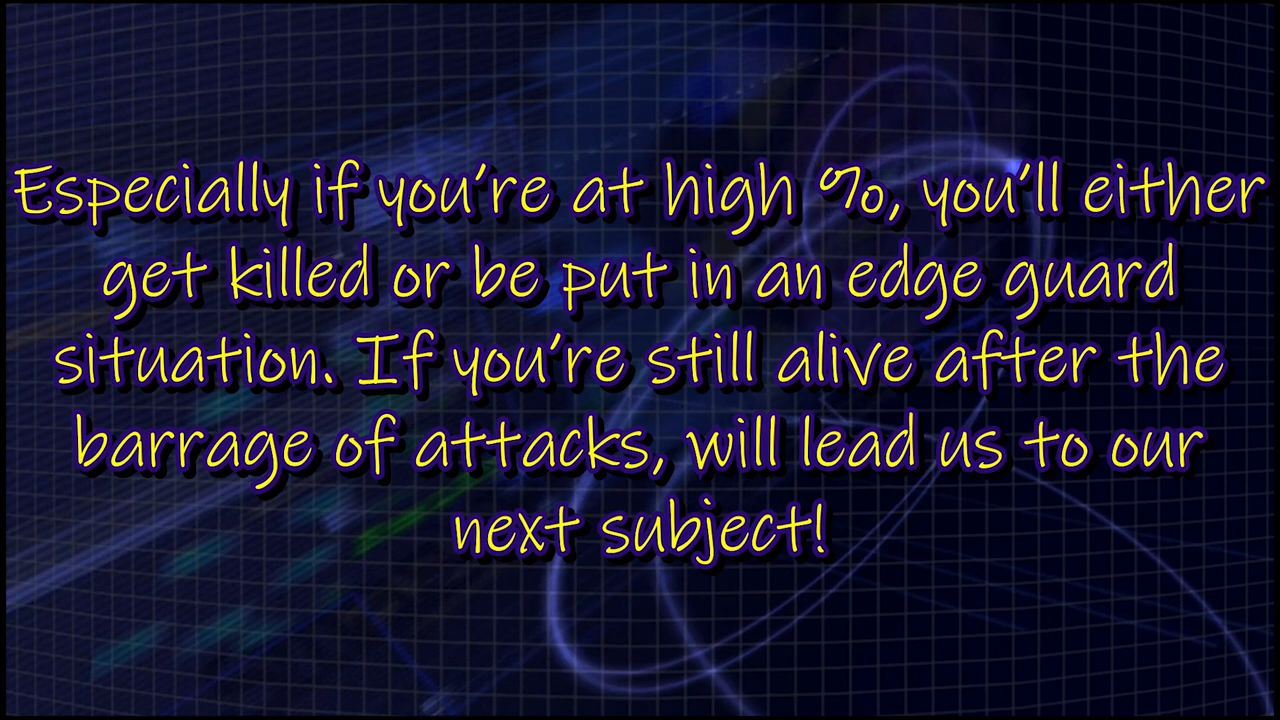 Especially if you're at high %, you'll either
get killed or be put in an edge guard
situation. If you're still alive after the
barrage of attacks, will lead us to our
next subject!